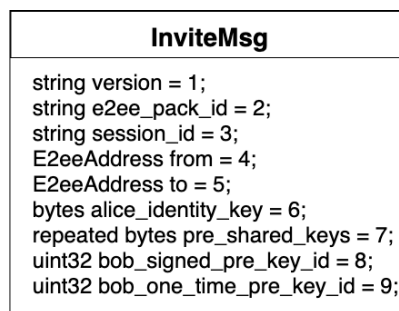 InviteMsg
string version = 1;
string e2ee_pack_id = 2;
string session_id = 3;
E2eeAddress from = 4;
E2eeAddress to = 5;
bytes alice_identity_key = 6;
repeated bytes pre_shared_keys = 7;
uint32 bob_signed_pre_key_id = 8;
uint32 bob_one_time_pre_key_id = 9;